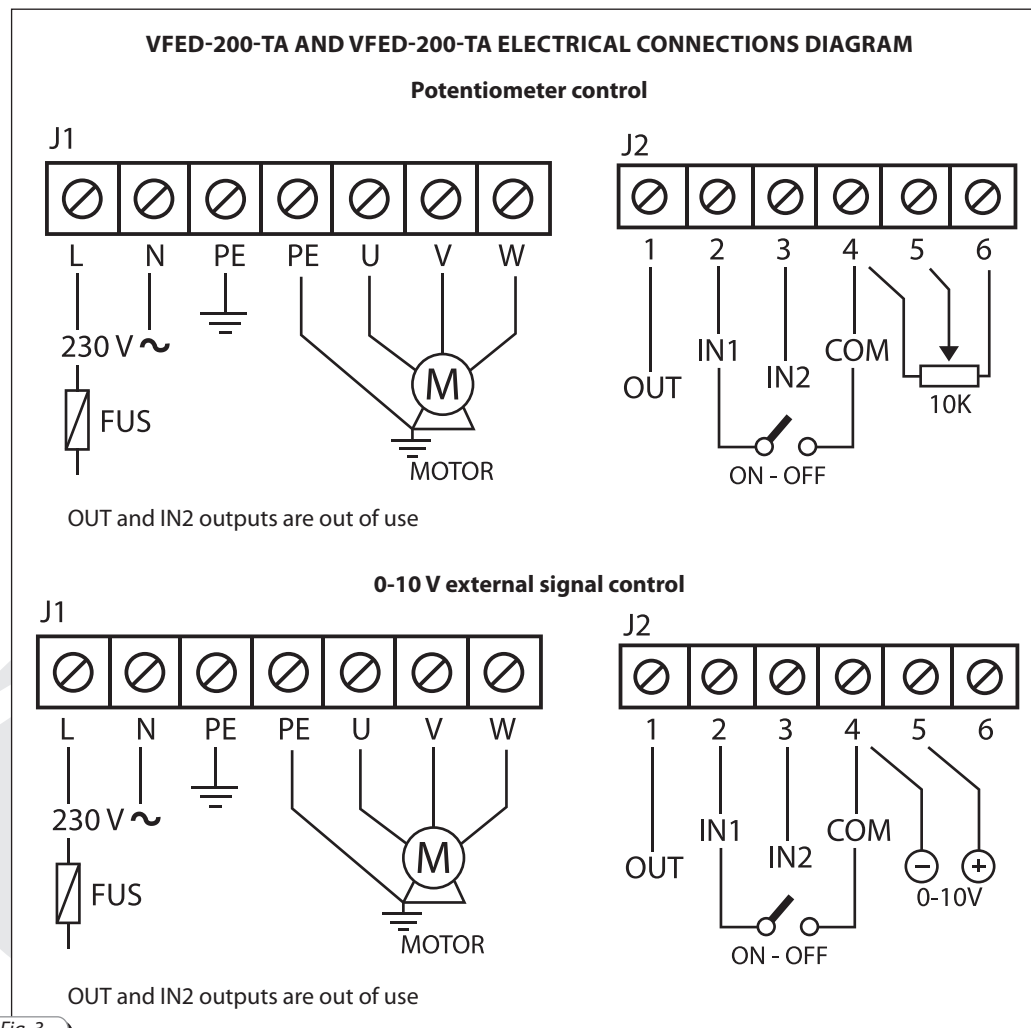 VFED-200-TA AND VFED-200-TA ELECTRICAL CONNECTIONS DIAGRAM
Potentiometer control
J1
L N PE PE U V W
230 V ~
FUS
M
MOTOR
J2
1 2 3 4 5 6
OUT IN1 IN2 COM
10K
ON - OFF
OUT and IN2 outputs are out of use
0-10 V external signal control
J1
L N PE PE U V W
230 V ~
FUS
M
MOTOR
J2
1 2 3 4 5 6
OUT IN1 IN2 COM
- +
0-10V
ON - OFF
OUT and IN2 outputs are out of use